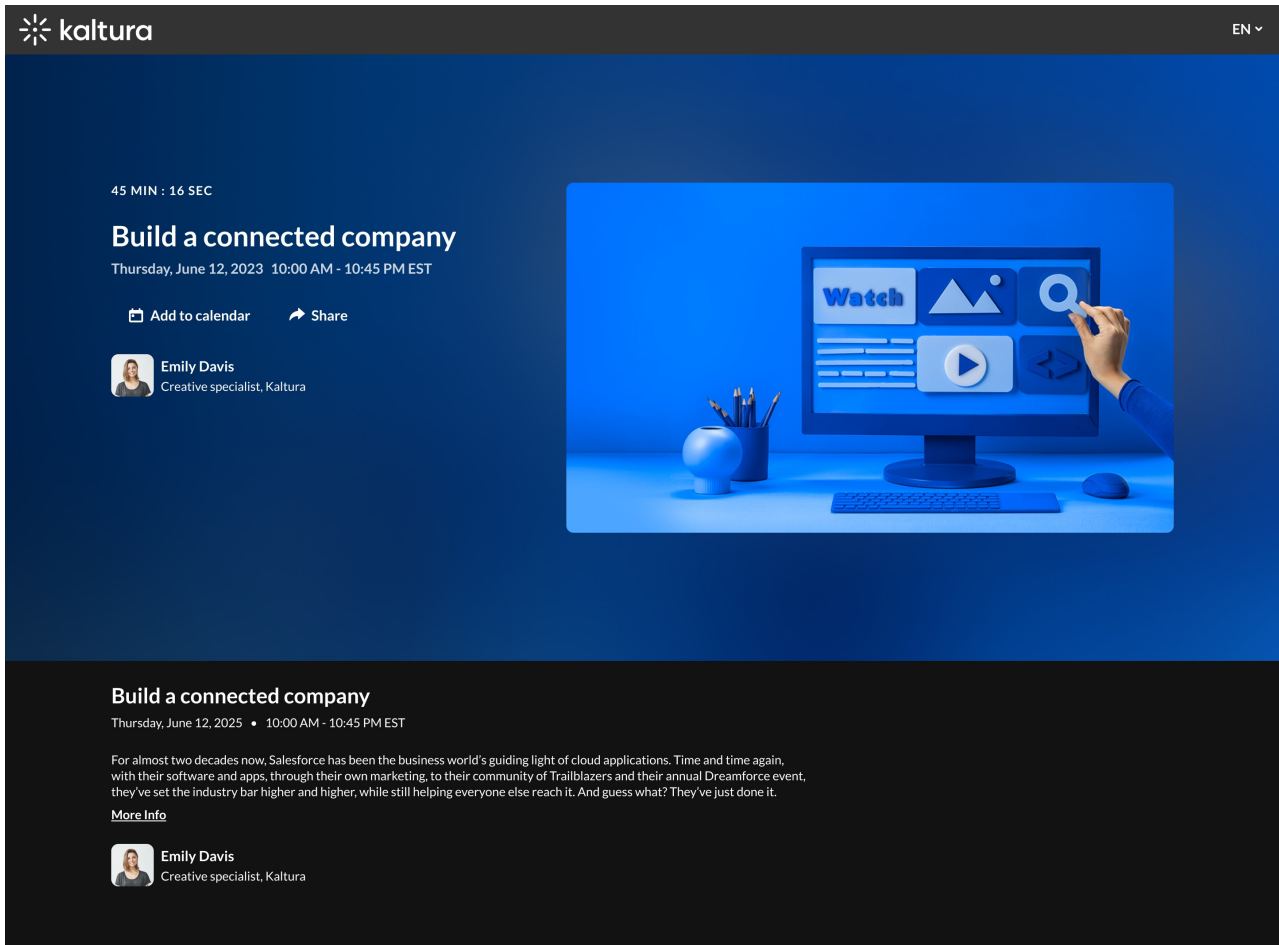 kaltura
EN
45 MIN : 16 SEC
Build a connected company
Thursday, June 12, 2023 10:00 AM - 10:45 PM EST
Add to calendar
Share
Emily Davis
Creative specialist, Kaltura
Watch
Build a connected company
Thursday, June 12, 2025 • 10:00 AM - 10:45 PM EST
For almost two decades now, Salesforce has been the business world's guiding light of cloud applications. Time and time again,
with their software and apps, through their own marketing, to their community of Trailblazers and their annual Dreamforce event,
they've set the industry bar higher and higher, while still helping everyone else reach it. And guess what? They've just done it.
More Info
Emily Davis
Creative specialist, Kaltura